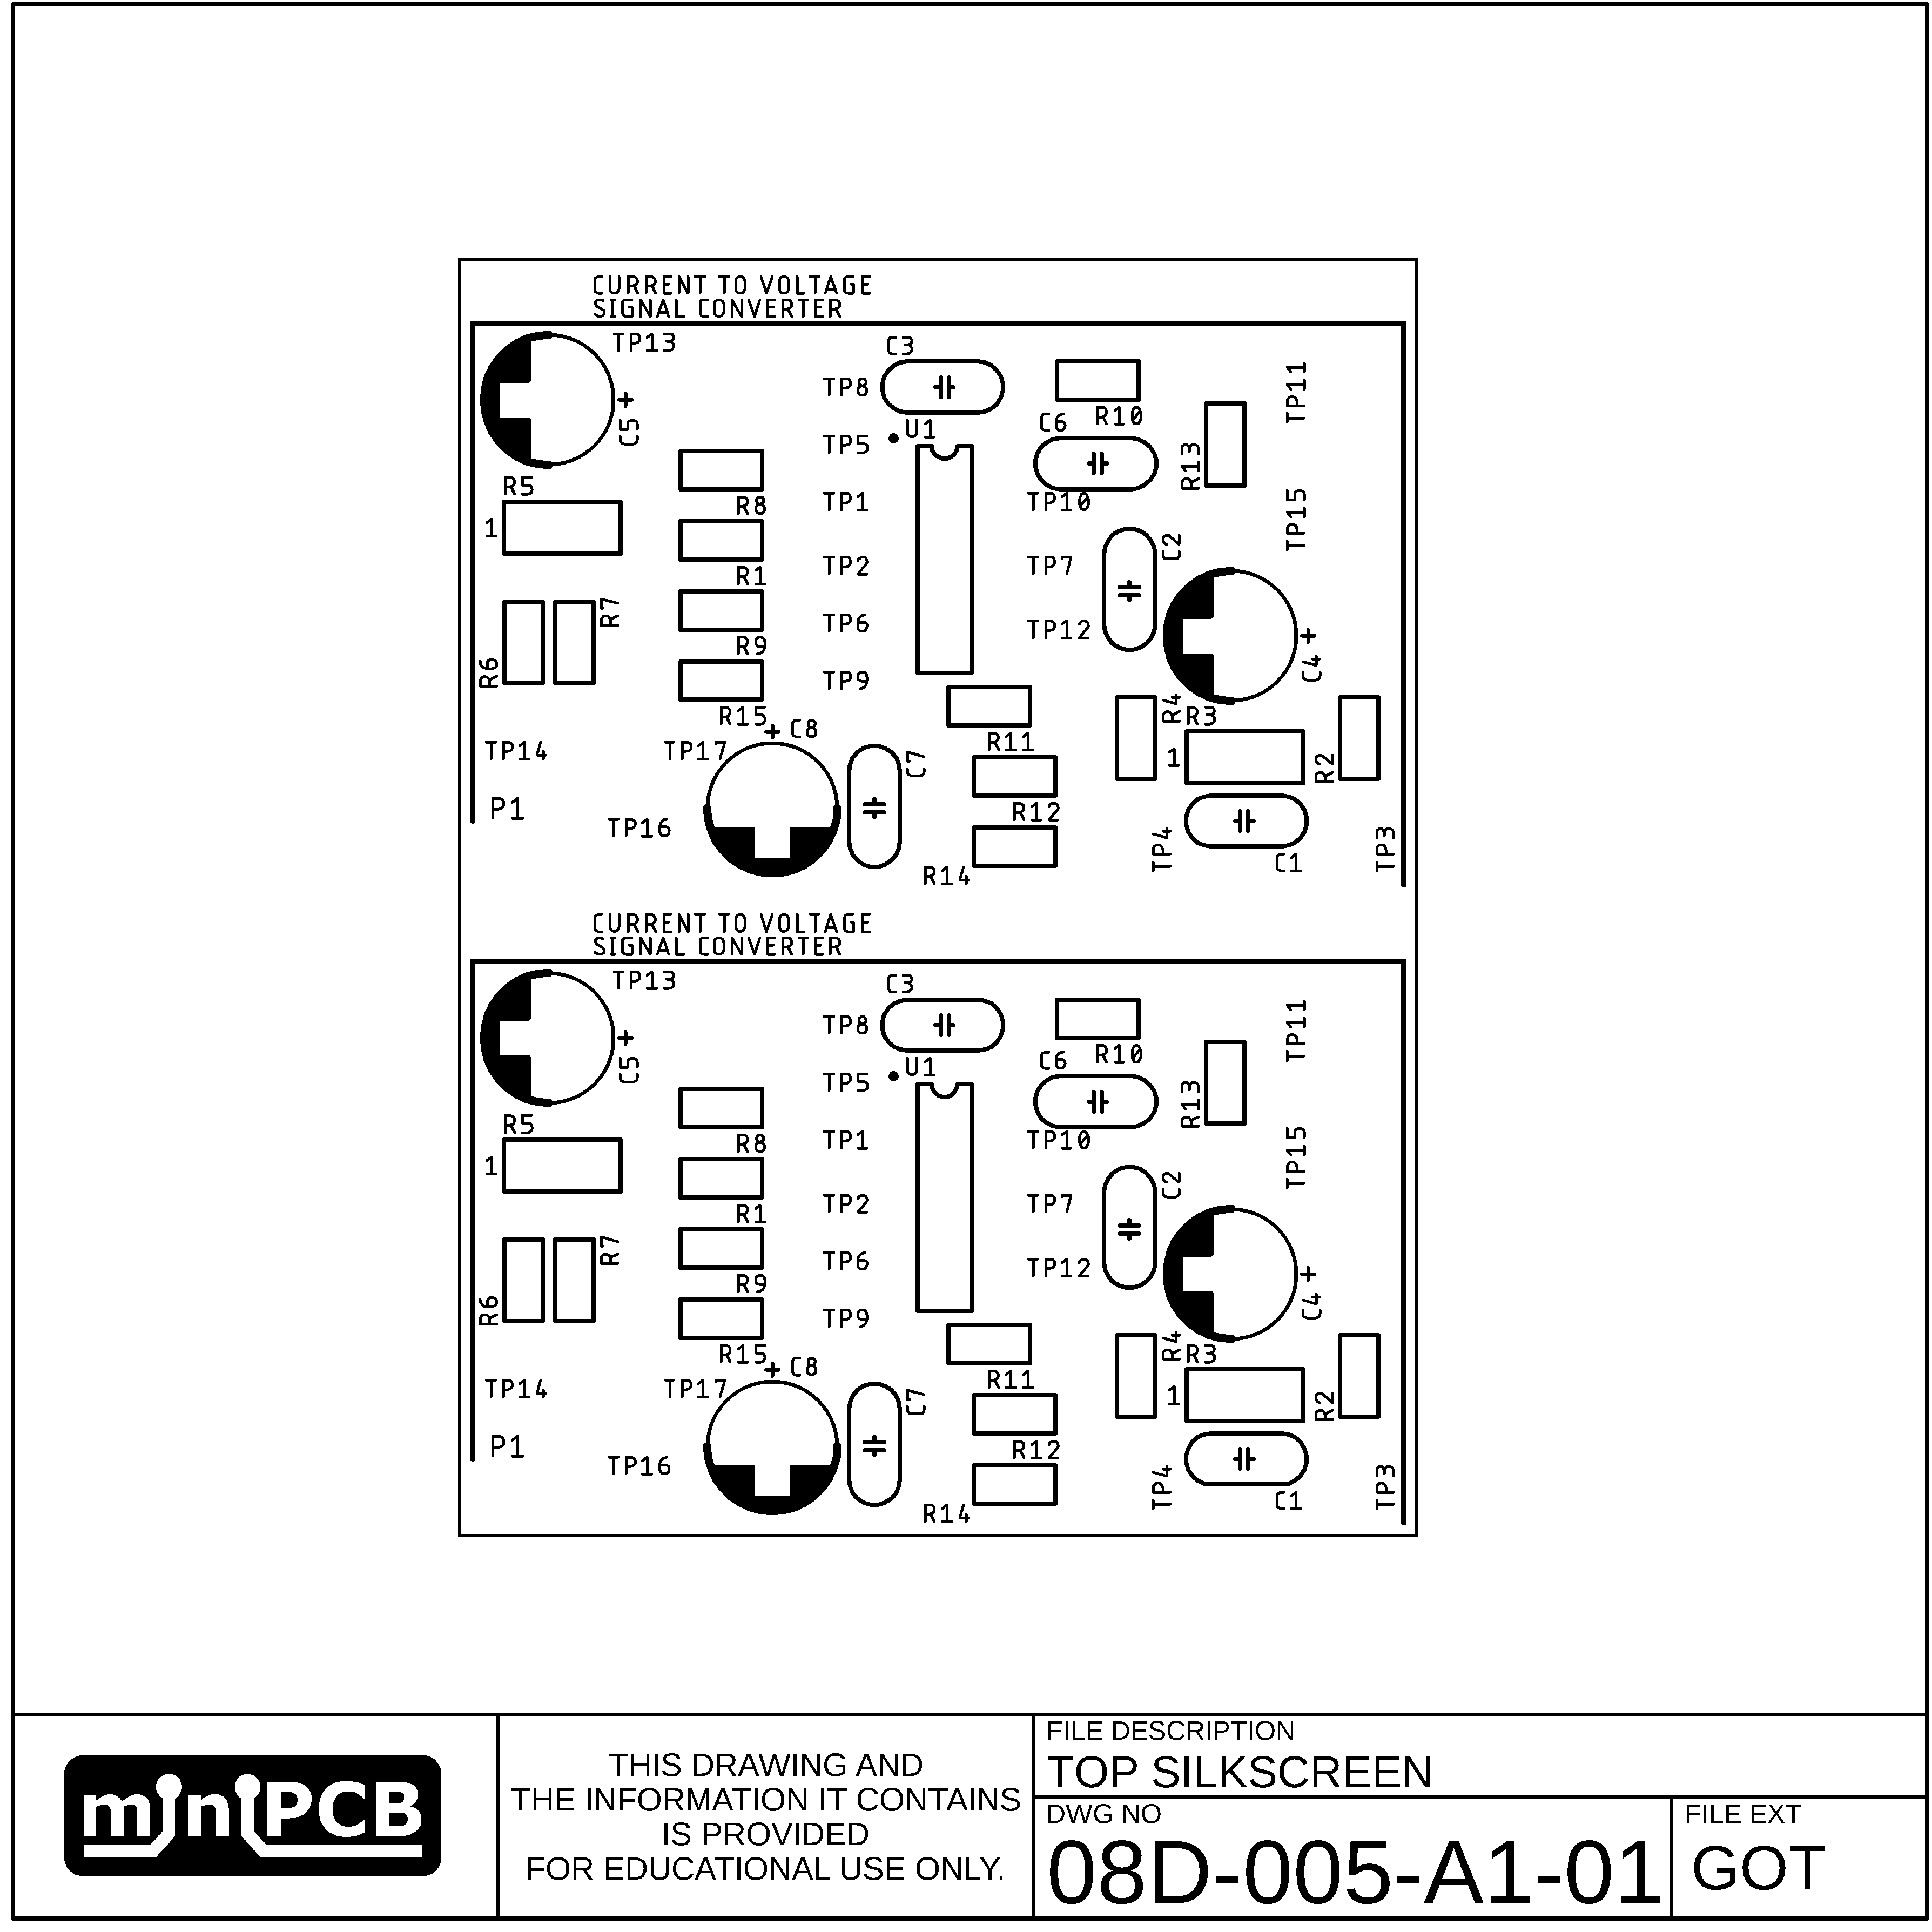 CURRENT TO VOLTAGE
SIGNAL CONVERTER
TP13
C3
TP8
R10
TP11
+
C5
U1
C6
TP5
R13
R5
R8
TP1
TP10
TP15
1
C2
R1
TP2
TP7
R7
TP6
TP12
+
R6
R9
C4
TP9
R15
+
C8
R4
R3
TP14
TP17
R11
C7
1
R2
P1
TP16
R12
TP4
TP3
R14
C1
CURRENT TO VOLTAGE
SIGNAL CONVERTER
TP13
C3
TP8
R10
TP11
+
C5
U1
C6
TP5
R13
R5
R8
TP1
TP10
TP15
1
C2
R1
TP2
TP7
R7
TP6
TP12
+
R6
R9
C4
TP9
R15
+
C8
R4
R3
TP14
TP17
R11
C7
1
R2
P1
TP16
R12
TP4
TP3
R14
C1
miniPCB
THIS DRAWING AND
THE INFORMATION IT CONTAINS
IS PROVIDED
FOR EDUCATIONAL USE ONLY.
FILE DESCRIPTION
TOP SILKSCREEN
DWG NO
08D-005-A1-01
FILE EXT
GOT